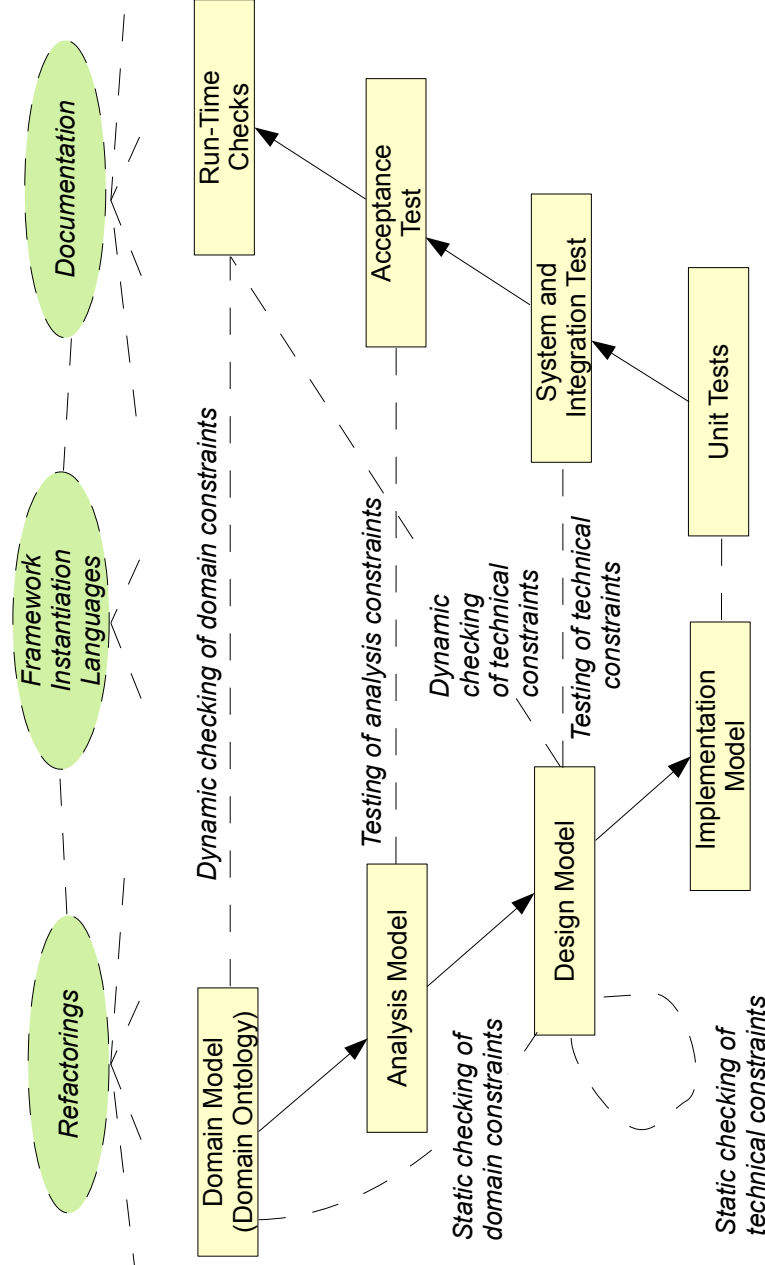 Refactorings
Framework
Instantiation
Languages
Documentation
Domain Model
(Domain Ontology)
Dynamic checking of domain constraints
Run-Time
Checks
Analysis Model
Testing of analysis constraints
Acceptance
Test
Static checking of
domain constraints
Dynamic
checking
of technical
constraints
Design Model
Testing of technical
constraints
System and
Integration Test
Static checking of
technical constraints
Implementation
Model
Unit Tests